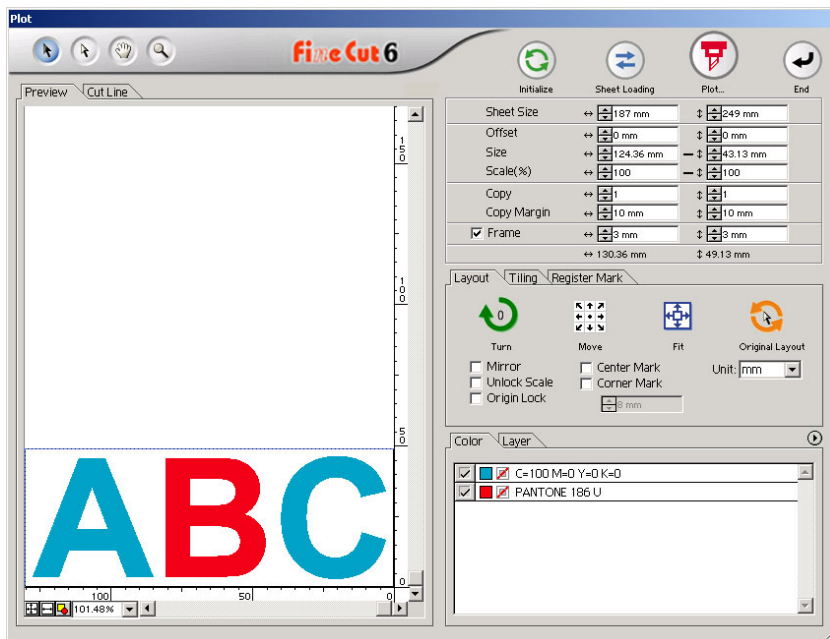 Plot
Fine Cut 6
Initialize Sheet Loading Plot... End
Preview Cut Line
Sheet Size 187 mm 249 mm
Offset 0 mm 0 mm
Size 124.36 mm 43.13 mm
Scale(%) 100 100
Copy 1 1
Copy Margin 10 mm 10 mm
Frame 3 mm 3 mm
130.36 mm 49.13 mm
Layout Tiling Register Mark
0
Turn Move Fit Original Layout
Mirror Center Mark Unit: mm
Unlock Scale Corner Mark
Origin Lock 8 mm
Color Layer
C=100 M=0 Y=0 K=0
PANTONE 186 U
150
100
50
0
ABC
100 50 0
101.48%